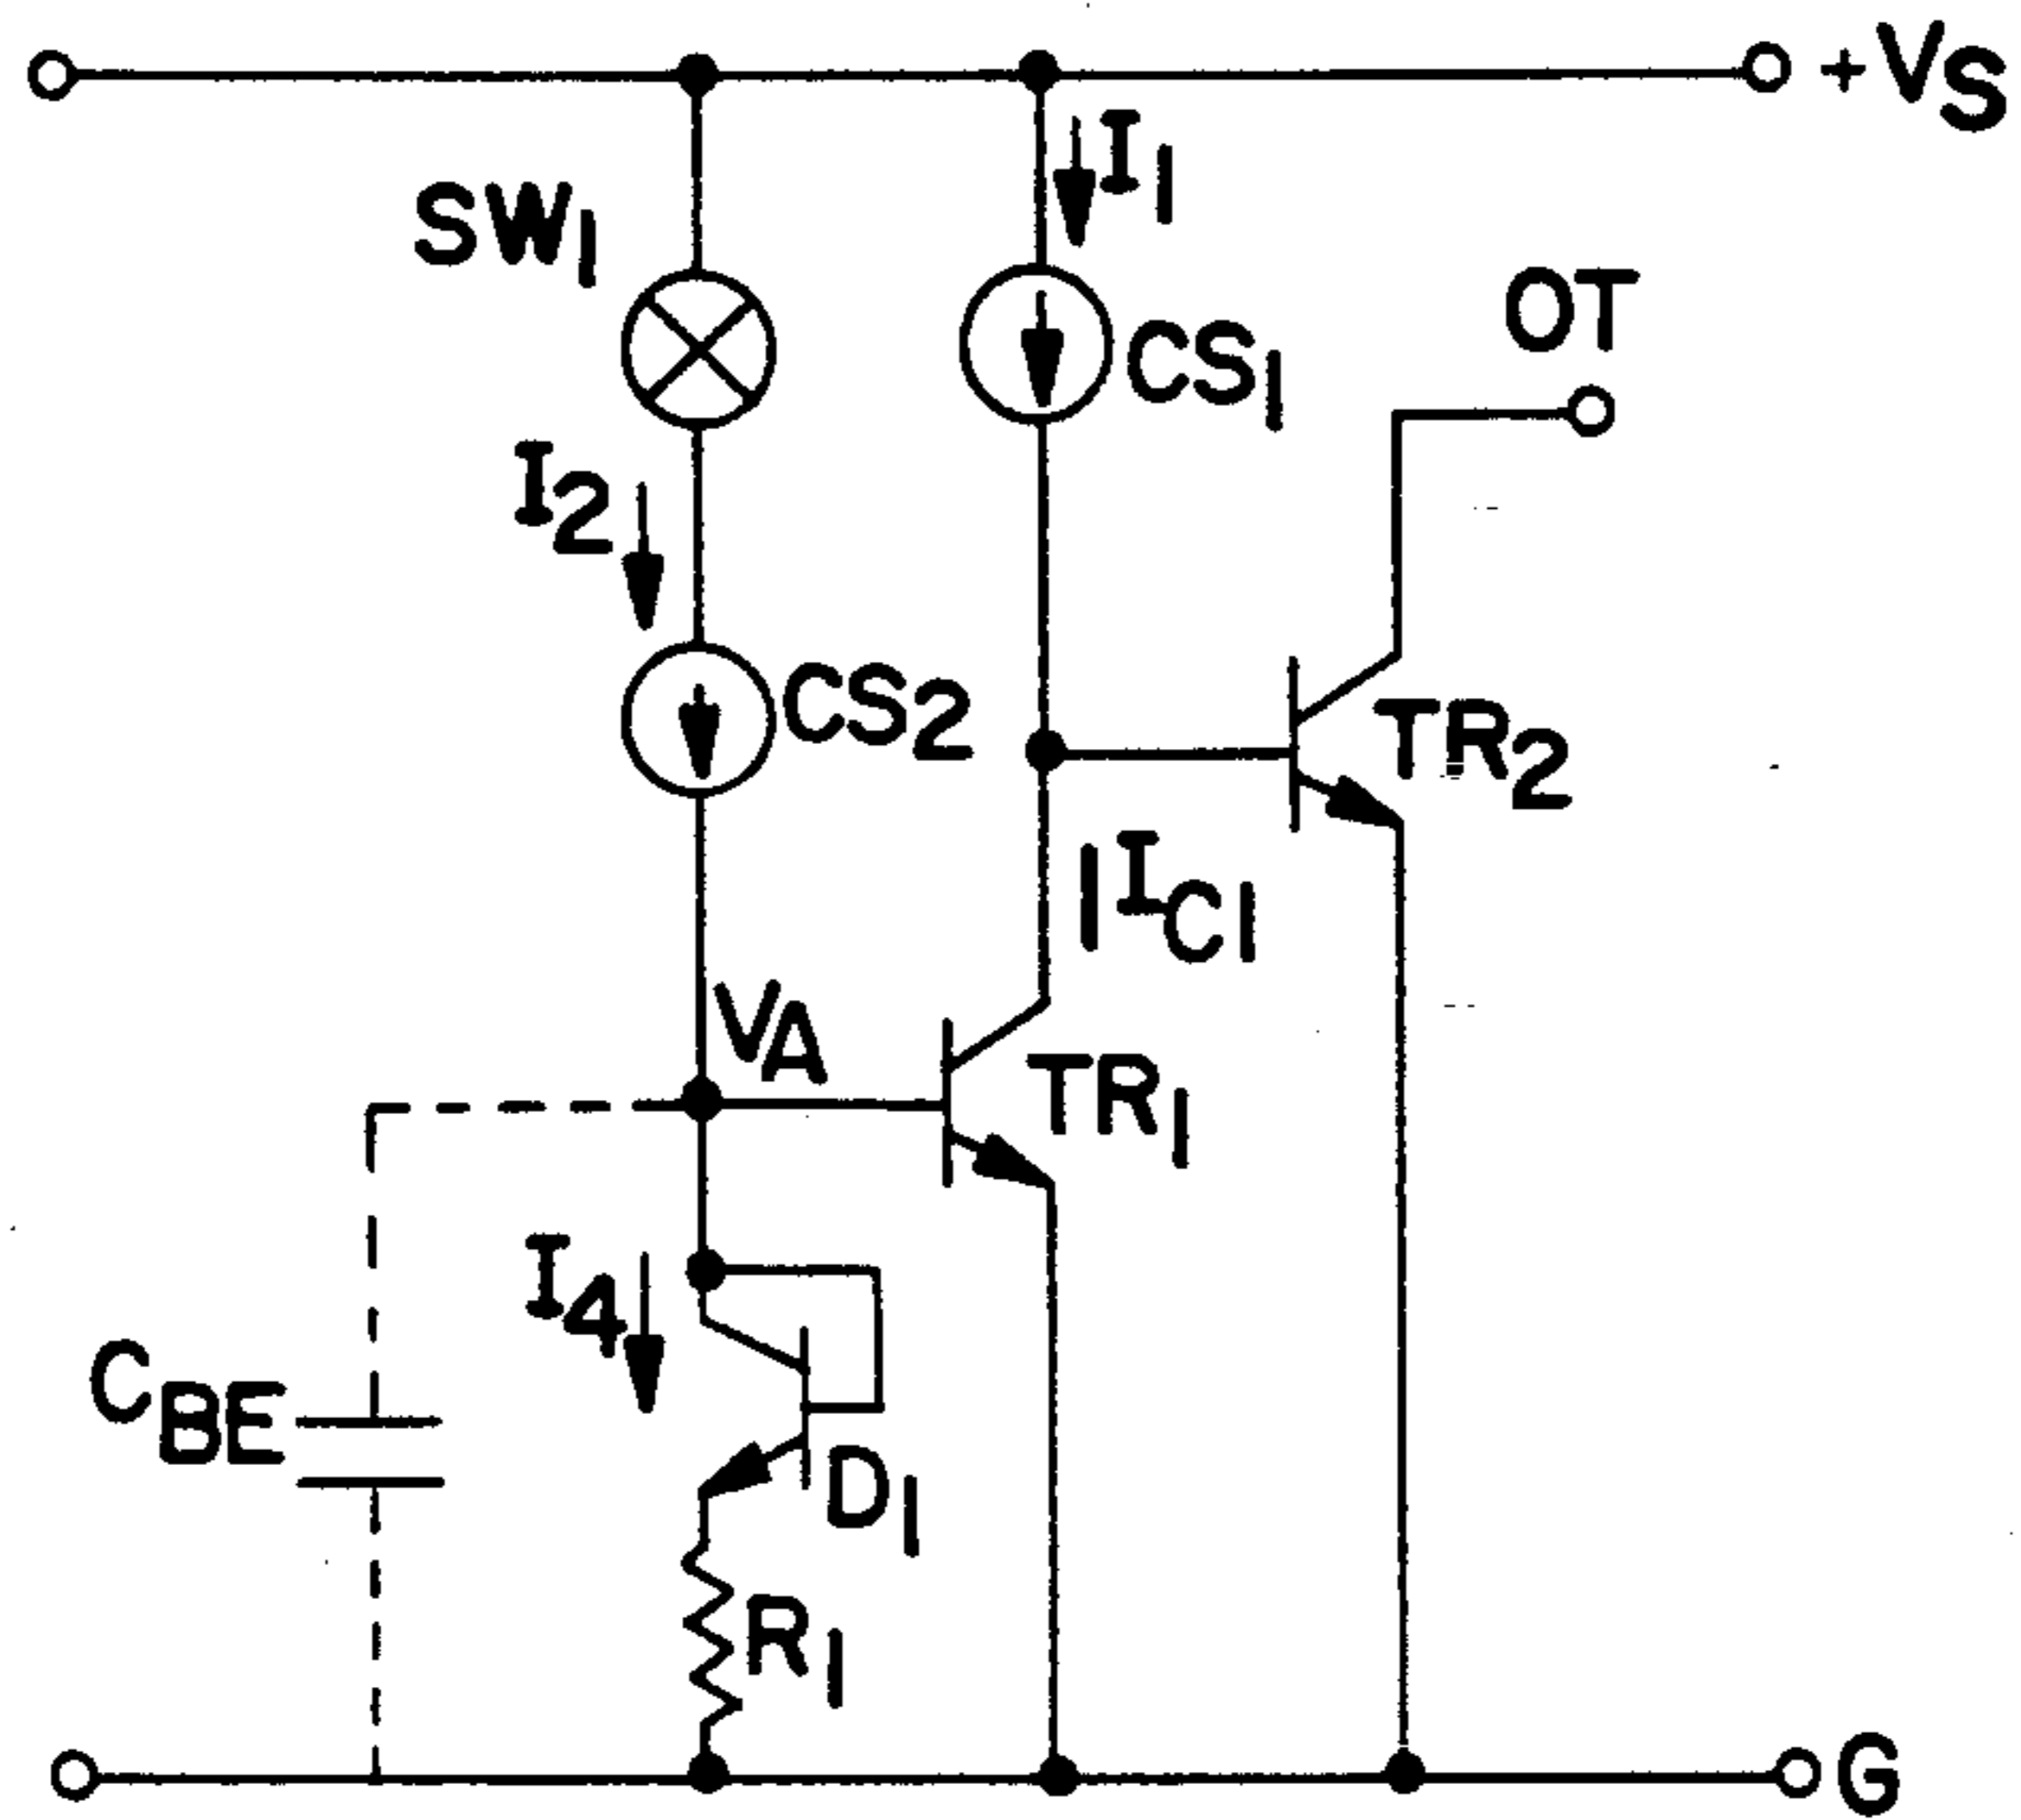 +VS
I1
SW1
CS1
OT
I2
CS2
TR2
IC1
VA
TR1
I4
CBE
D1
R1
G